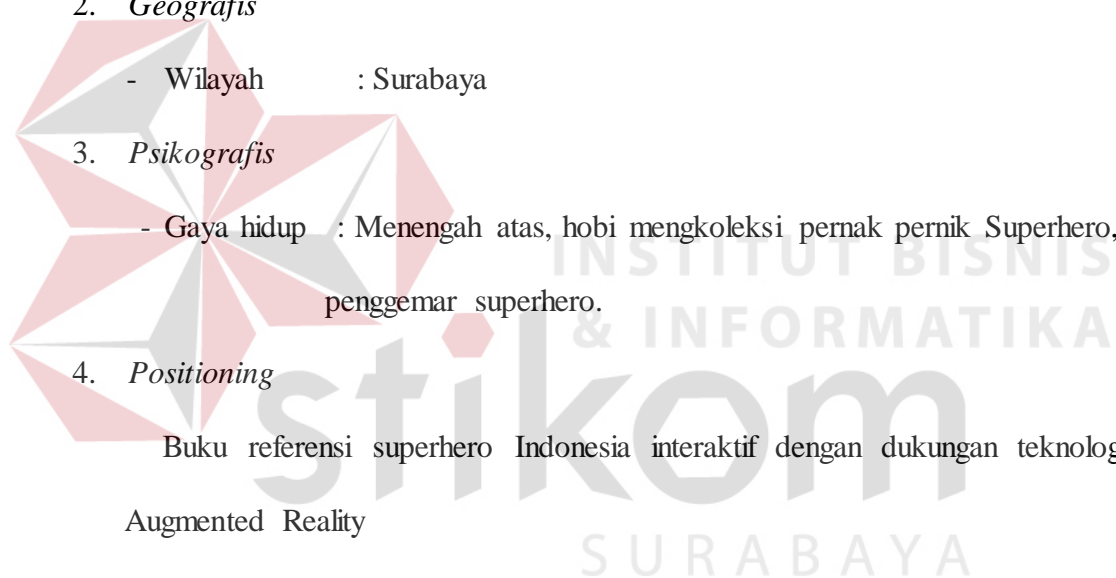 2. Geografis
- Wilayah : Surabaya
3. Psikografis
- Gaya hidup : Menengah atas, hobi mengkoleksi pernak pernik Superhero,
INSTITUT BISNIS
penggemar superhero.
& INFORMATIKA
4. Positioning
stikom
Buku referensi superhero Indonesia interaktif dengan dukungan teknolog
Augmented Reality
SURABAYA